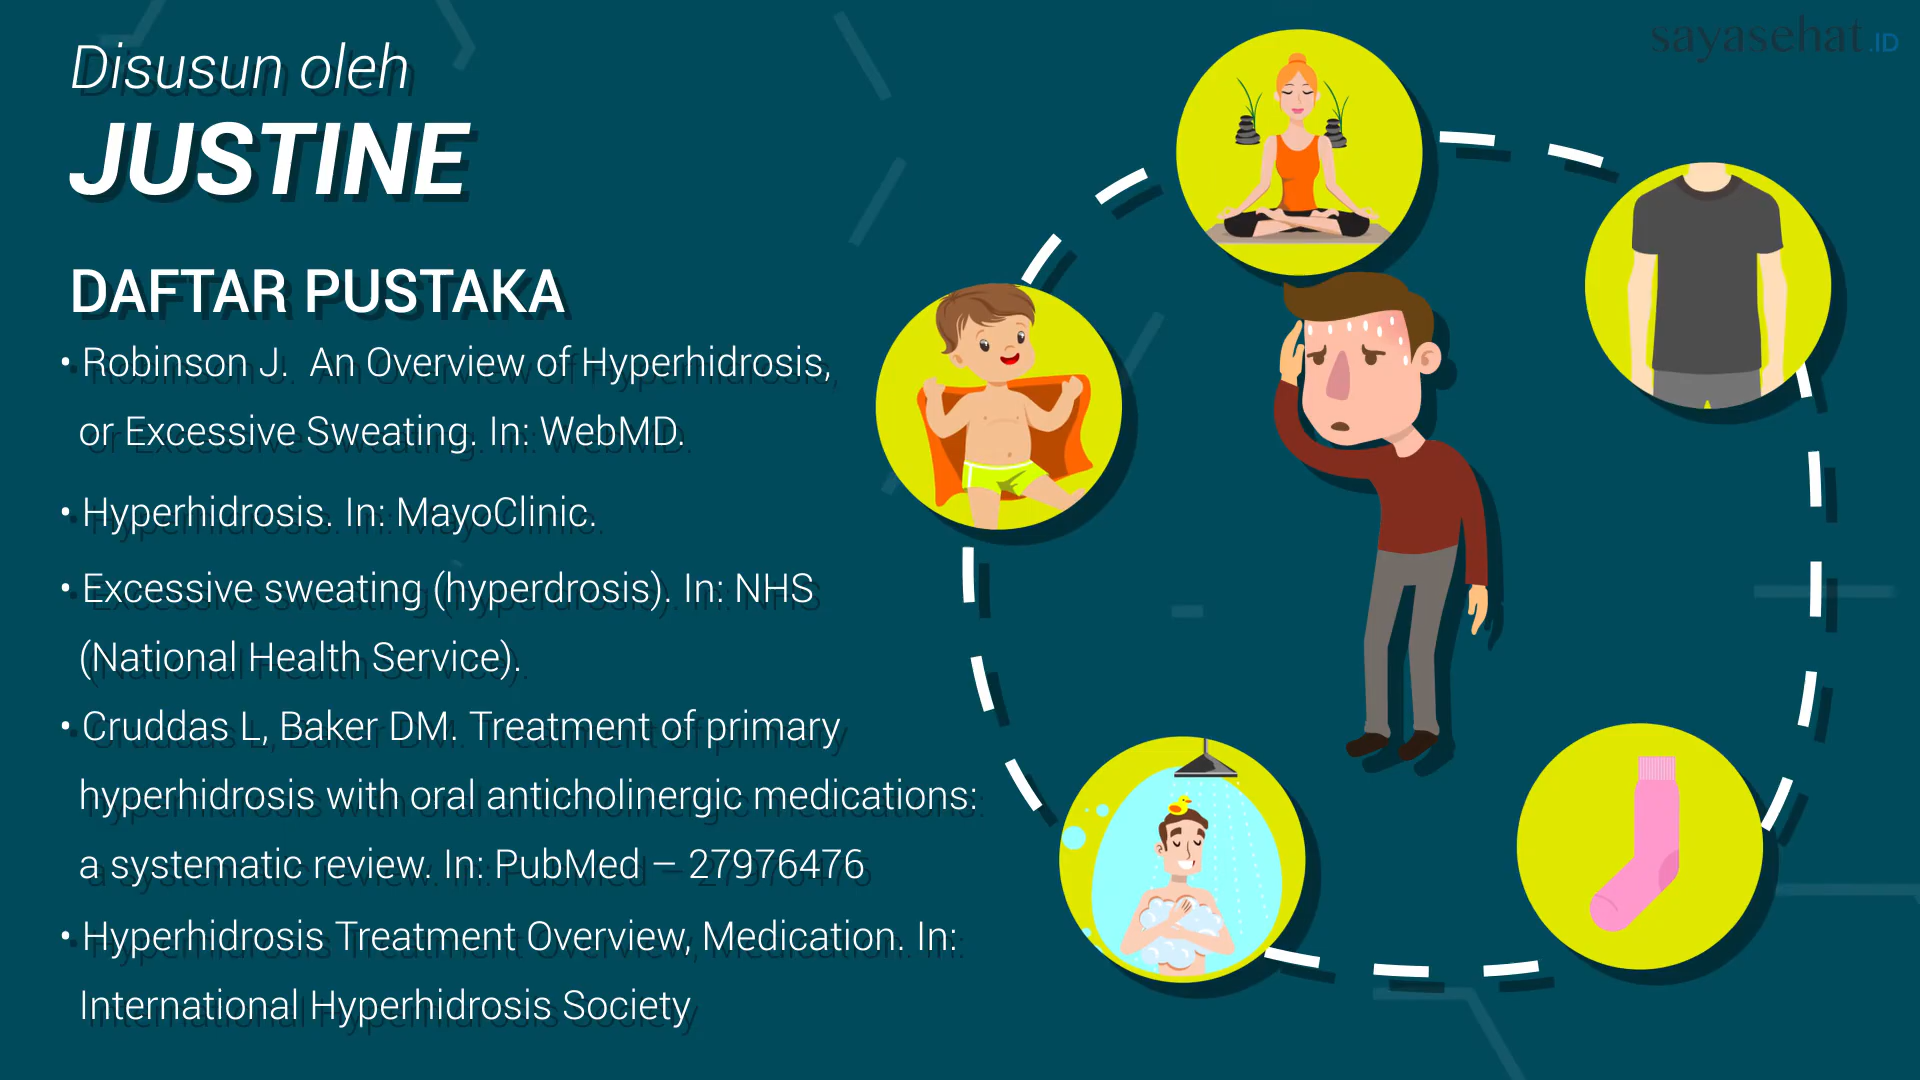 sayasehat.ID
Disusun oleh
JUSTINE
DAFTAR PUSTAKA
• Robinson J. An Overview of Hyperhidrosis,
or Excessive Sweating. In: WebMD.
• Hyperhidrosis. In: MayoClinic.
• Excessive sweating (hyperdrosis). In: NHS
(National Health Service).
• Cruddas L, Baker DM. Treatment of primary
hyperhidrosis with oral anticholinergic medications:
a systematic review. In: PubMed – 27976476
• Hyperhidrosis Treatment Overview, Medication. In:
International Hyperhidrosis Society